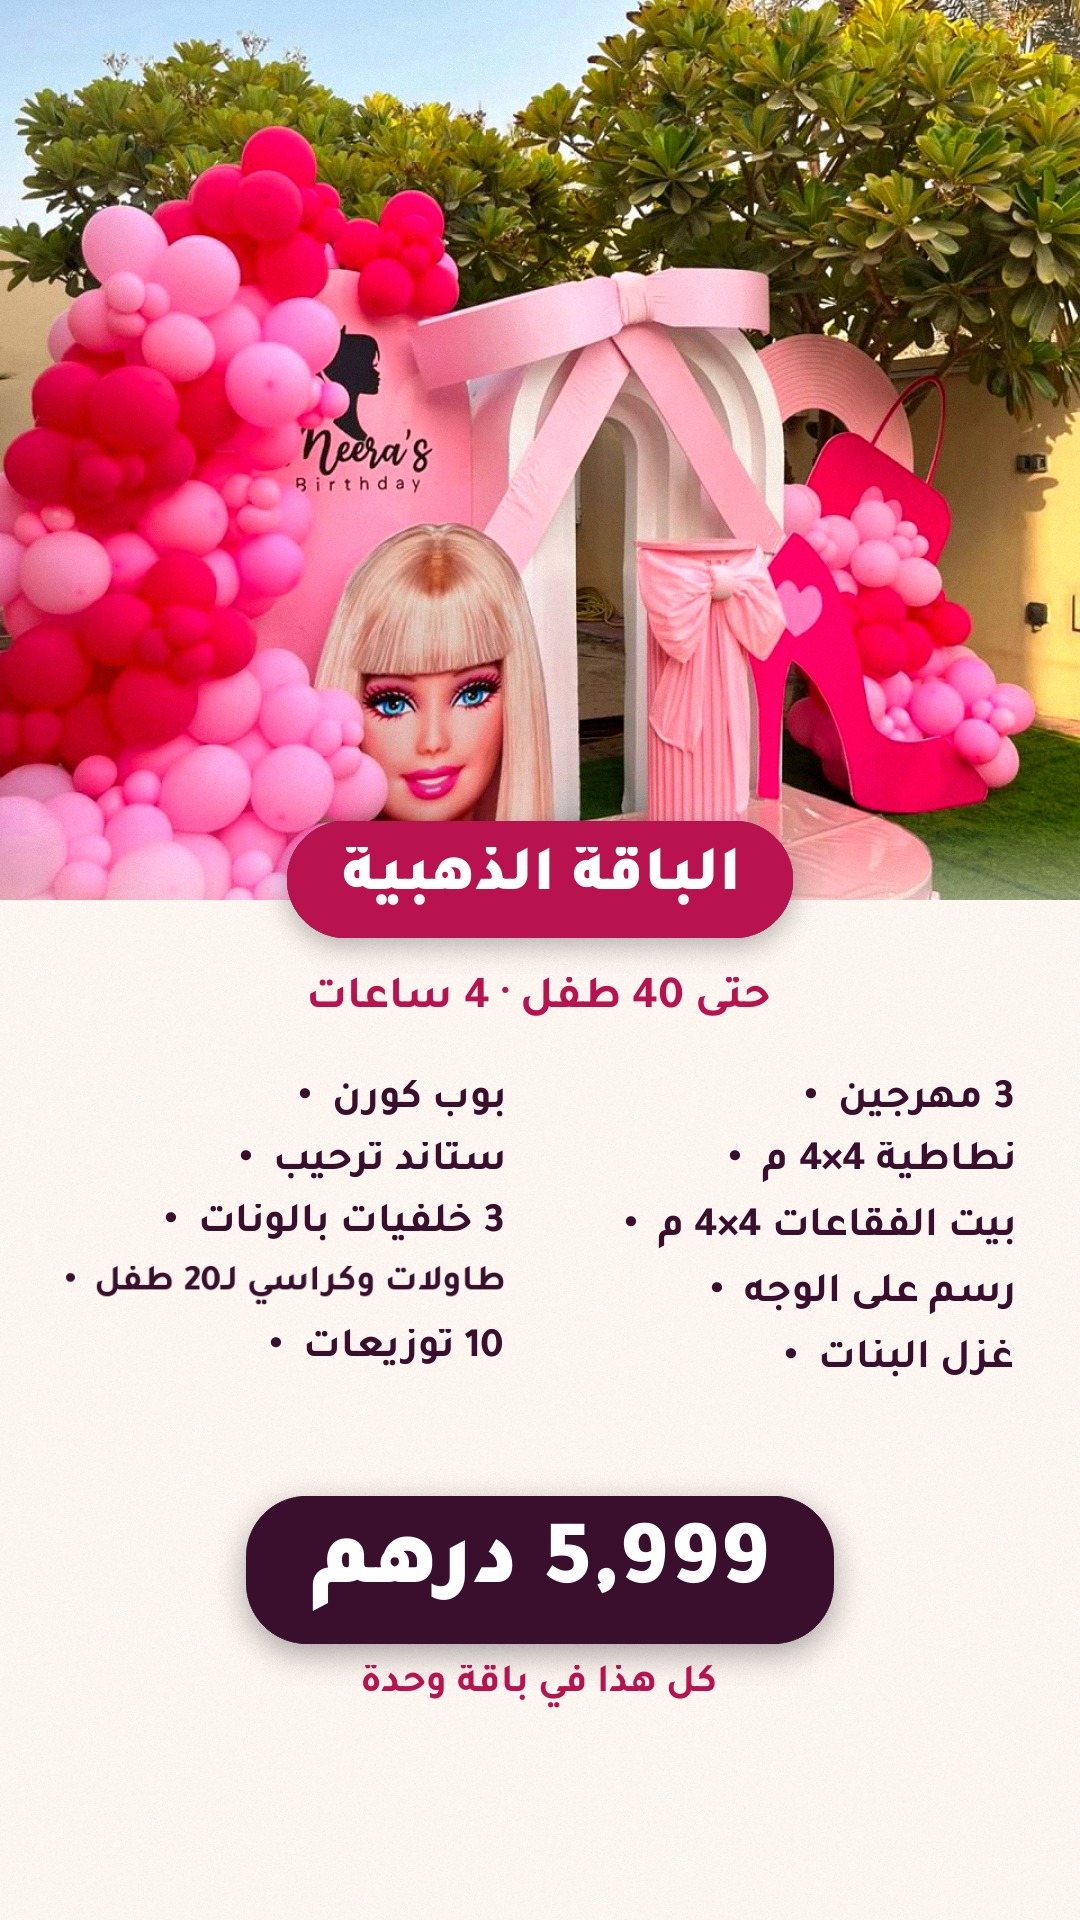 Neera's
Birthday
الباقة الذهبية
حتى 40 طفل · 4 ساعات
3 مهرجين •
نطاطية 4×4 م •
بيت الفقاعات 4×4 م •
رسم على الوجه •
غزل البنات •
بوب كورن •
ستاند ترحيب •
3 خلفيات بالونات •
طاولات وكراسي لـ20 طفل •
10 توزيعات •
5,999 درهم
كل هذا في باقة وحدة